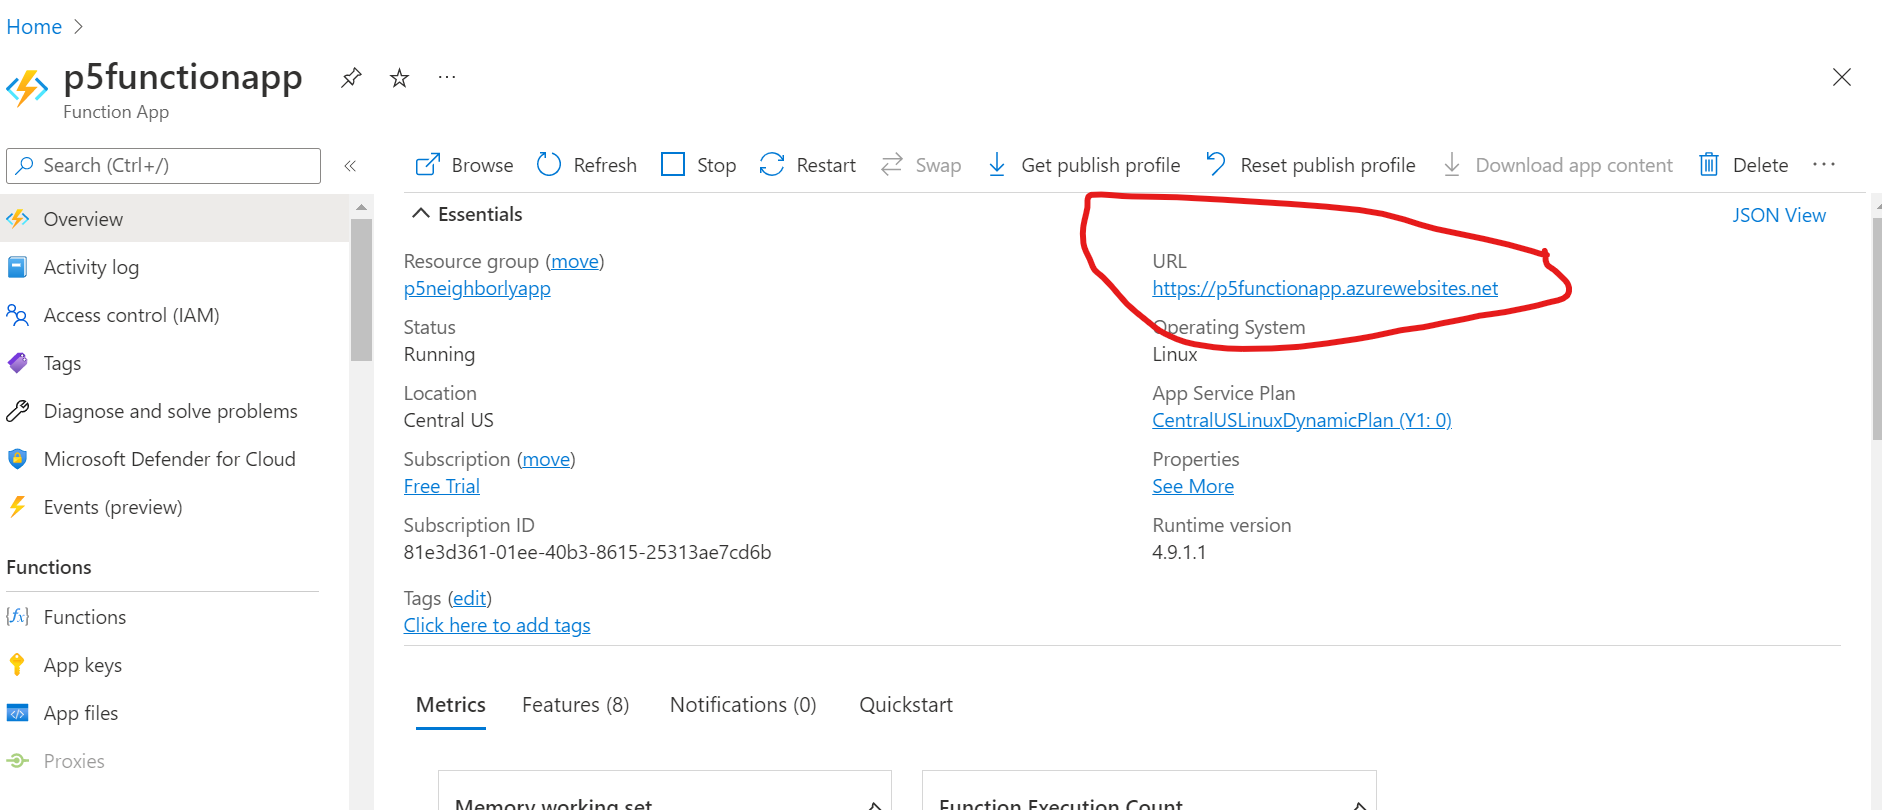 Home
p5functionapp
Function App
Search (Ctrl+/)
Browse Refresh Stop Restart Swap Get publish profile Reset publish profile Download app content Delete
Overview
Activity log
Access control (IAM)
Tags
Diagnose and solve problems
Microsoft Defender for Cloud
Events (preview)
Functions
Functions
App keys
App files
Proxies
Essentials
JSON View
Resource group (move)
p5neighborlyapp
Status
Running
Location
Central US
Subscription (move)
Free Trial
Subscription ID
81e3d361-01ee-40b3-8615-25313ae7cd6b
Tags (edit)
Click here to add tags
URL
https://p5functionapp.azurewebsites.net
Operating System
Linux
App Service Plan
CentralUSLinuxDynamicPlan (Y1: 0)
Properties
See More
Runtime version
4.9.1.1
Metrics Features (8) Notifications (0) Quickstart
Memory working set
Function Execution Count